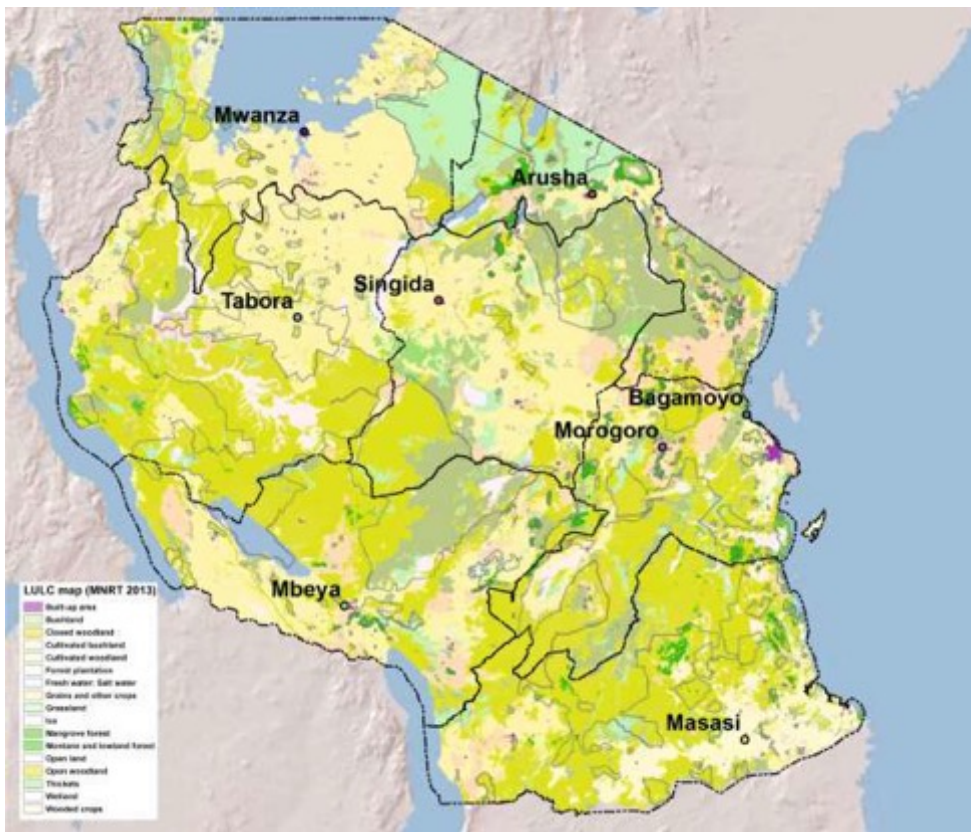 Mwanza
Arusha
Singida
Tabora
Bagamoyo
Morogoro
Mbeya
Masasi
LULC map (MNRT 2013)
Built-up area
Bushland
Closed woodland
Cultivated bushland
Cultivated woodland
Forest plantation
Fresh water: Salt water
Grains and other crops
Grassland
Ice
Mangrove forest
Montane and lowland forest
Open land
Open woodland
Thickets
Wetland
Wooded crops